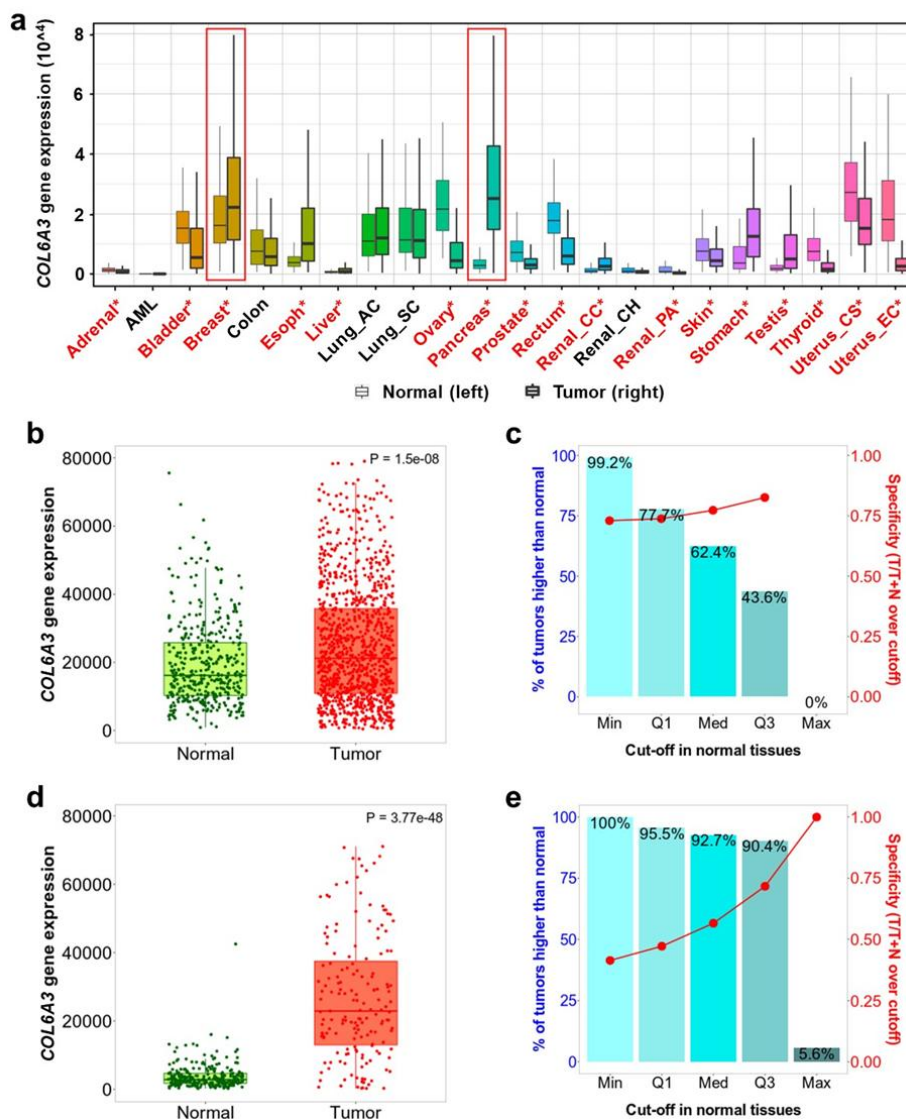 a
COL6A3 gene expression (10^4)
8
6
4
2
0
Adrenal*
AML
Bladder*
Breast*
Colon
Esoph*
Liver*
Lung_AC
Lung_SC
Ovary*
Pancreas*
Prostate*
Rectum*
Renal_CC*
Renal_CH
Renal_PA*
Skin*
Stomach*
Testis*
Thyroid*
Uterus_CS*
Uterus_EC*
Normal (left) Tumor (right)
b
COL6A3 gene expression
80000
60000
40000
20000
0
P = 1.5e-08
Normal Tumor
c
% of tumors higher than normal
100
75
50
25
0
99.2%
77.7%
62.4%
43.6%
0%
1.00
0.75
0.50
0.25
0.00
Specificity (T/T+N over cutoff)
Min Q1 Med Q3 Max
Cut-off in normal tissues
d
COL6A3 gene expression
80000
60000
40000
20000
0
P = 3.77e-48
Normal Tumor
e
% of tumors higher than normal
100
75
50
25
0
100%
95.5%
92.7%
90.4%
5.6%
1.00
0.75
0.50
0.25
0.00
Specificity (T/T+N over cutoff)
Min Q1 Med Q3 Max
Cut-off in normal tissues